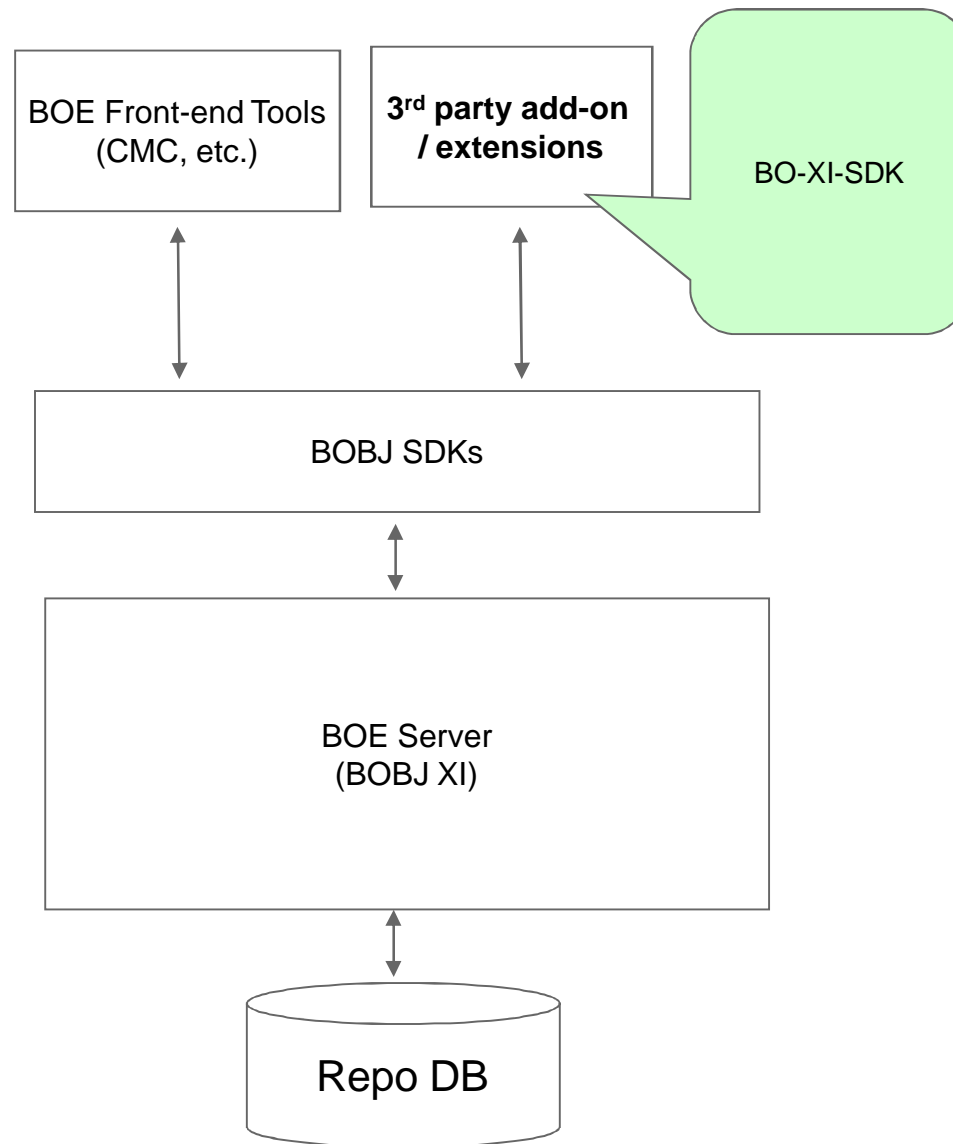 BOE Front-end Tools
(CMC, etc.)
3rd party add-on
/ extensions
BO-XI-SDK
BOBJ SDKs
BOE Server
(BOBJ XI)
Repo DB